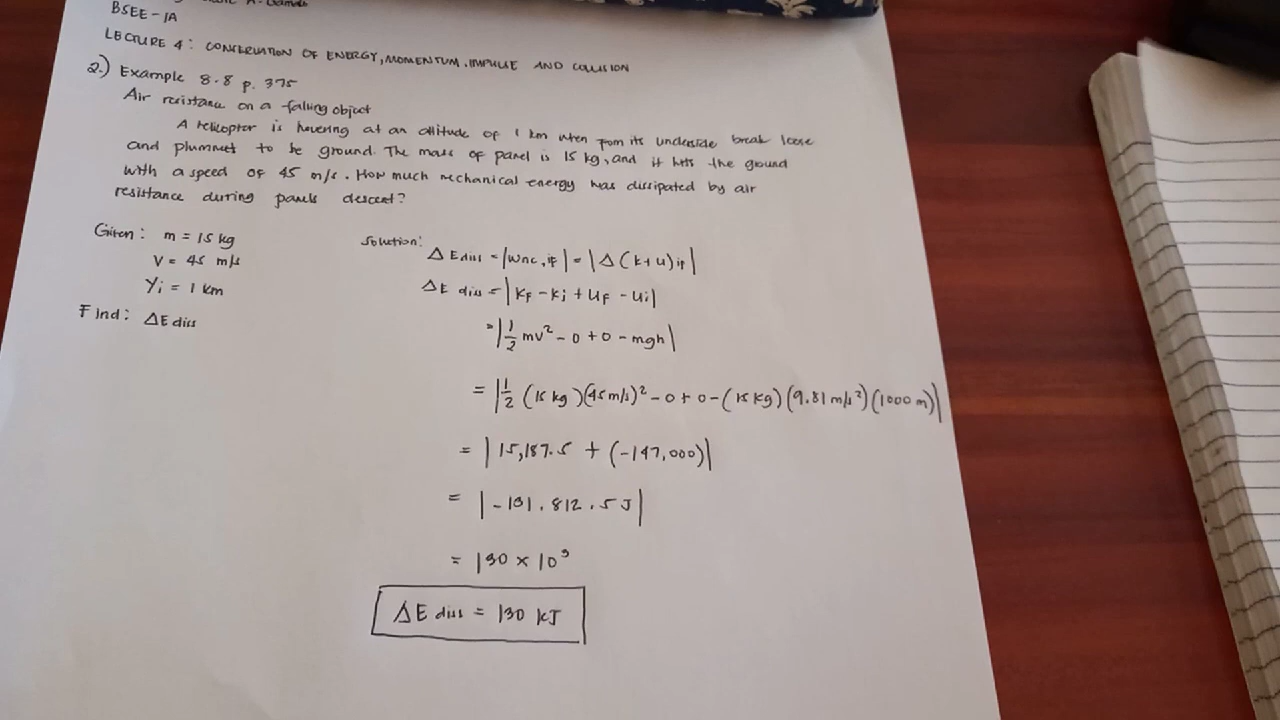 BSEE-1A
LECTURE 4: CONSERVATION OF ENERGY, MOMENTUM, IMPULSE AND COLLISION
2.) Example 8.8 p. 375
Air resistance on a falling object
A helicopter is hovering at an altitude of 1 km when from its underside break loose
and plummet to the ground. The mass of panel is 15 kg, and it hits the ground
with a speed of 45 m/s. How much mechanical energy was dissipated by air
resistance during panels descent?
Given: m = 15 kg
v = 45 m/s
Yi = 1 km
Find: ΔE diss
Solution:
ΔE diss = |Wnc, if| = |Δ(K+U) if|
ΔE diss = |KF - Ki + UF - Ui|
= |1/2 mv² - 0 + 0 - mgh|
= |1/2 (15 kg)(45 m/s)² - 0 + 0 - (15 kg)(9.81 m/s²)(1000 m)|
= |15,187.5 + (-147,000)|
= |-131.812.5 J|
= 130 × 10³
ΔE diss = 130 kJ